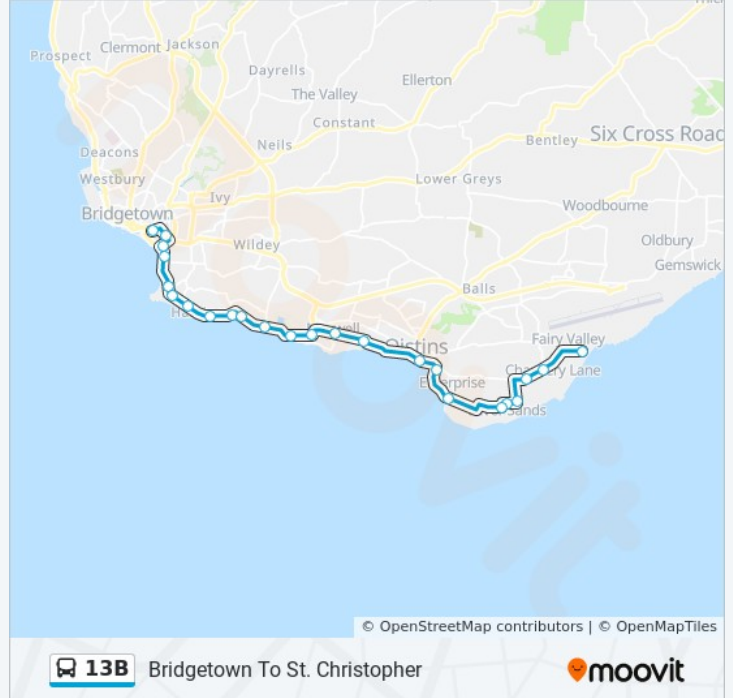 Prospect
Clermont
Jackson
Dayrells
Ellerton
The Valley
Constant
Bentley
Six Cross Road
Neils
Deacons
Westbury
Lower Greys
Ivy
Woodbourne
Bridgetown
Wildey
Oldbury
Gemswick
Balls
Fairy Valley
Oistins
Enterprise
© OpenStreetMap contributors | © OpenMapTiles
13B Bridgetown To St. Christopher
moovit